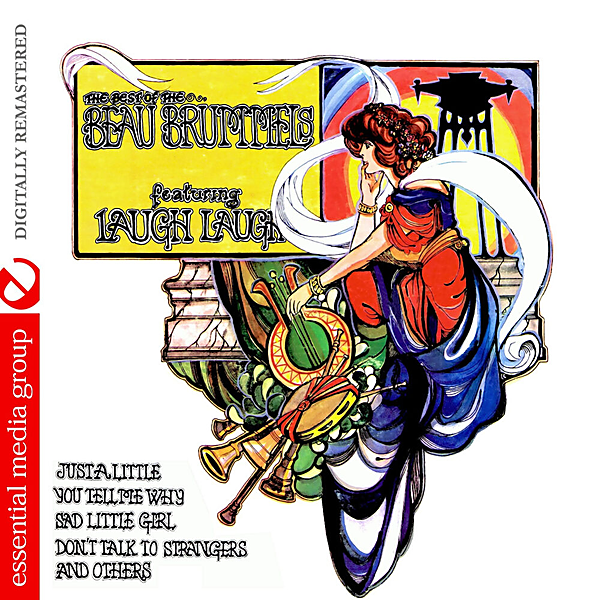 DIGITALLY REMASTERED
essential media group
THE BEST OF THE
BEAU BRUMMELS
featuring
LAUGH LAUGH
JUST A LITTLE
YOU TELL ME WHY
SAD LITTLE GIRL
DON'T TALK TO STRANGERS
AND OTHERS